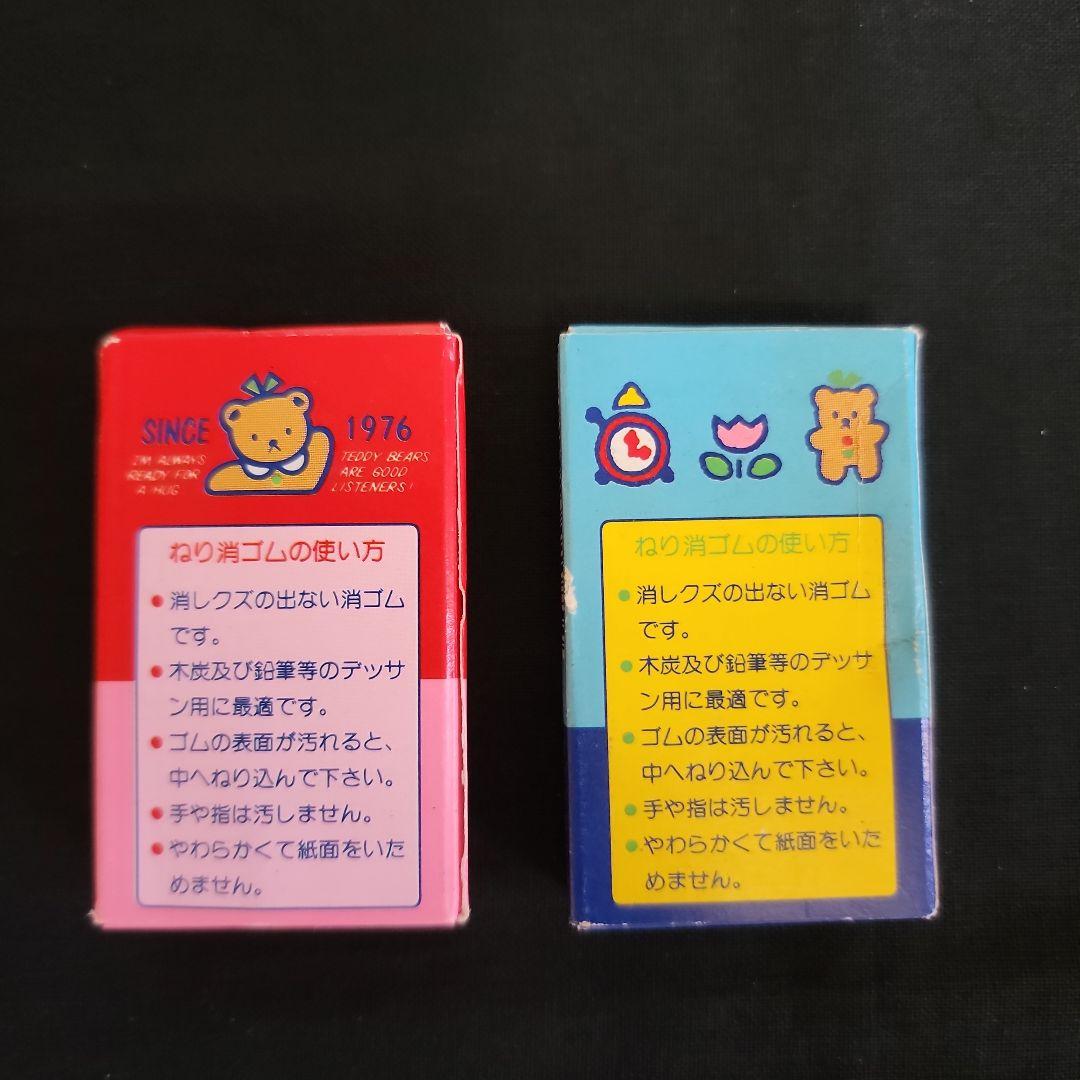 SINCE 1976
I'M ALWAYS
READY FOR
A HUG
TEDDY BEARS
ARE GOOD
LISTENERS!
ねり消ゴムの使い方
●消しクズの出ない消ゴム
です。
●木炭及び鉛筆等のデッサ
ン用に最適です。
●ゴムの表面が汚れると、
中へねり込んで下さい。
●手や指は汚しません。
●やわらかくて紙面をいた
めません。
ねり消ゴムの使い方
●消しクズの出ない消ゴム
です。
●木炭及び鉛筆等のデッサ
ン用に最適です。
●ゴムの表面が汚れると、
中へねり込んで下さい。
●手や指は汚しません。
●やわらかくて紙面をいた
めません。